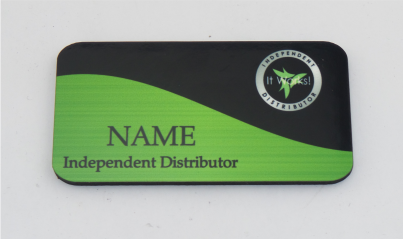 INDEPENDENT
It Works!
DISTRIBUTOR
NAME
Independent Distributor